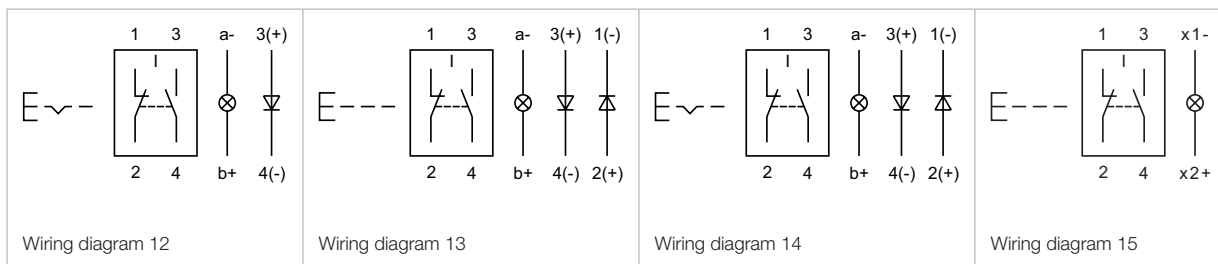 1 3 a- 3(+)
I
2 4 b+ 4(-)
Wiring diagram 12
1 3 a- 3(+) 1(-)
I
2 4 b+ 4(-) 2(+)
Wiring diagram 13
1 3 a- 3(+) 1(-)
I
2 4 b+ 4(-) 2(+)
Wiring diagram 14
1 3 x1-
I
2 4 x2+
Wiring diagram 15